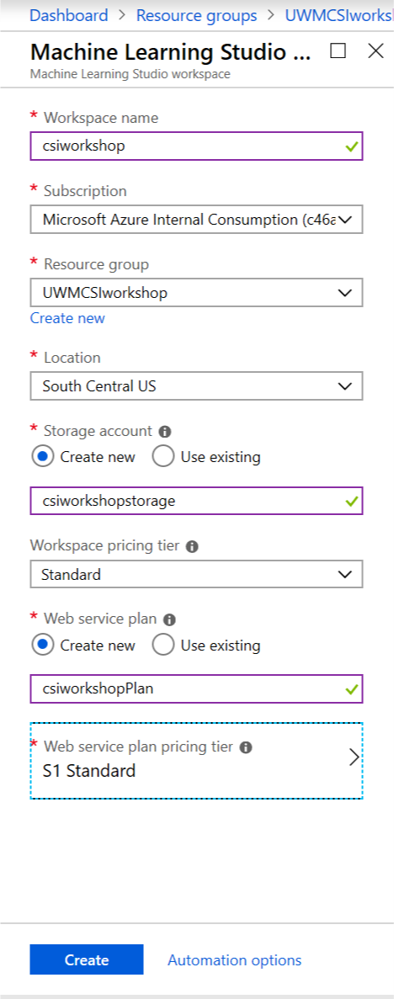 Dashboard > Resource groups > UWMCSIworksh
Machine Learning Studio ...
Machine Learning Studio workspace
* Workspace name
csiworkshop
* Subscription
Microsoft Azure Internal Consumption (c46a
* Resource group
UWMCSIworkshop
Create new
* Location
South Central US
* Storage account
Create new Use existing
csiworkshopstorage
Workspace pricing tier
Standard
* Web service plan
Create new Use existing
csiworkshopPlan
* Web service plan pricing tier
S1 Standard
Create Automation options